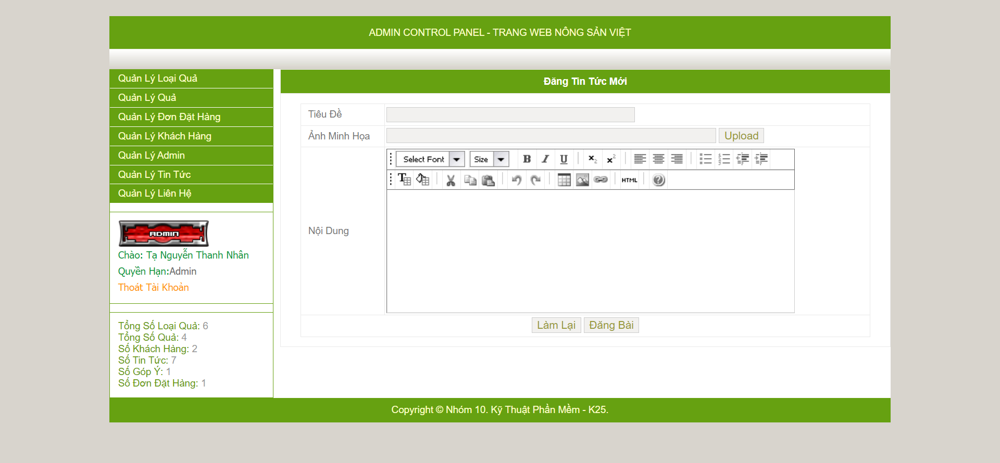 ADMIN CONTROL PANEL - TRANG WEB NÔNG SẢN VIỆT
Quản Lý Loại Quả
Quản Lý Quả
Quản Lý Đơn Đặt Hàng
Quản Lý Khách Hàng
Quản Lý Admin
Quản Lý Tin Tức
Quản Lý Liên Hệ
ADMIN
Chào: Tạ Nguyễn Thanh Nhân
Quyền Hạn:Admin
Thoát Tài Khoản
Tổng Số Loại Quả: 6
Tổng Số Quả: 4
Số Khách Hàng: 2
Số Tin Tức: 7
Số Góp Ý: 1
Số Đơn Đặt Hàng: 1
Đăng Tin Tức Mới
Tiêu Đề
Ảnh Minh Họa Upload
Select Font Size B I U x2 x2
HTML
Nội Dung
Làm Lại Đăng Bài
Copyright © Nhóm 10. Kỹ Thuật Phần Mềm - K25.